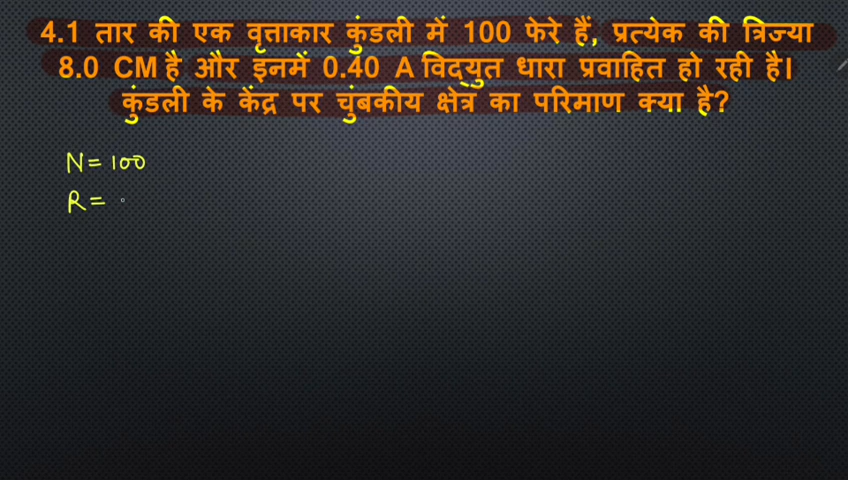 4.1 तार की एक वृत्ताकार कुंडली में 100 फेरे हैं, प्रत्येक की त्रिज्या
8.0 CM है और इनमें 0.40 A विद्युत धारा प्रवाहित हो रही है।
कुंडली के केंद्र पर चुंबकीय क्षेत्र का परिमाण क्या है?
N = 100
R =